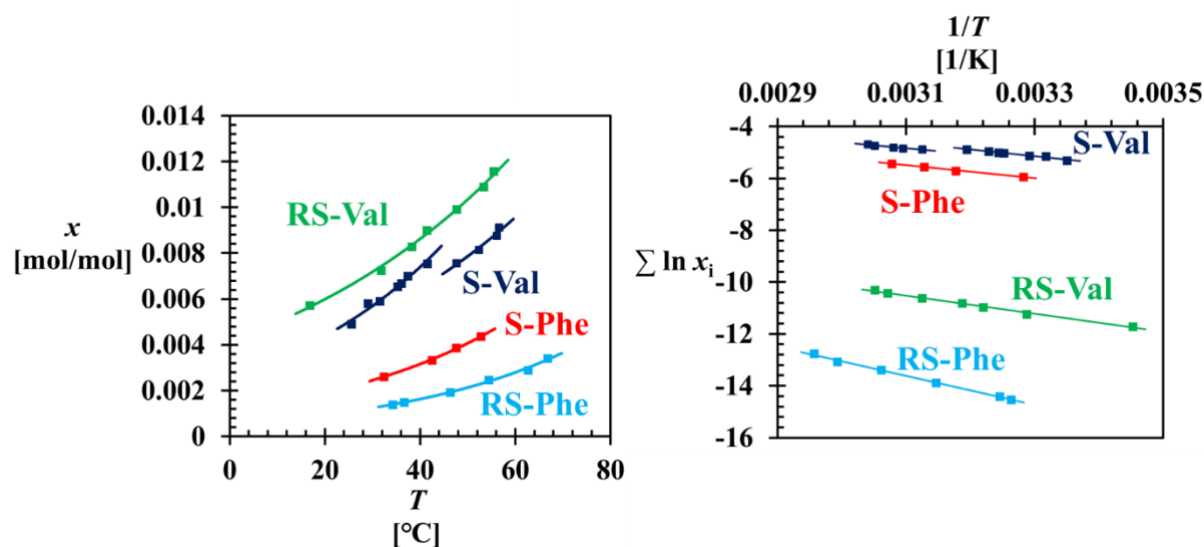 0.014
0.012
0.01
0.008
0.006
0.004
0.002
0
x
[mol/mol]
RS-Val
S-Val
S-Phe
RS-Phe
0 20 40 60 80
T
[°C]
1/T
[1/K]
0.0029 0.0031 0.0033 0.0035
-4
-6
-8
-10
-12
-14
-16
∑ ln xi
S-Val
S-Phe
RS-Val
RS-Phe